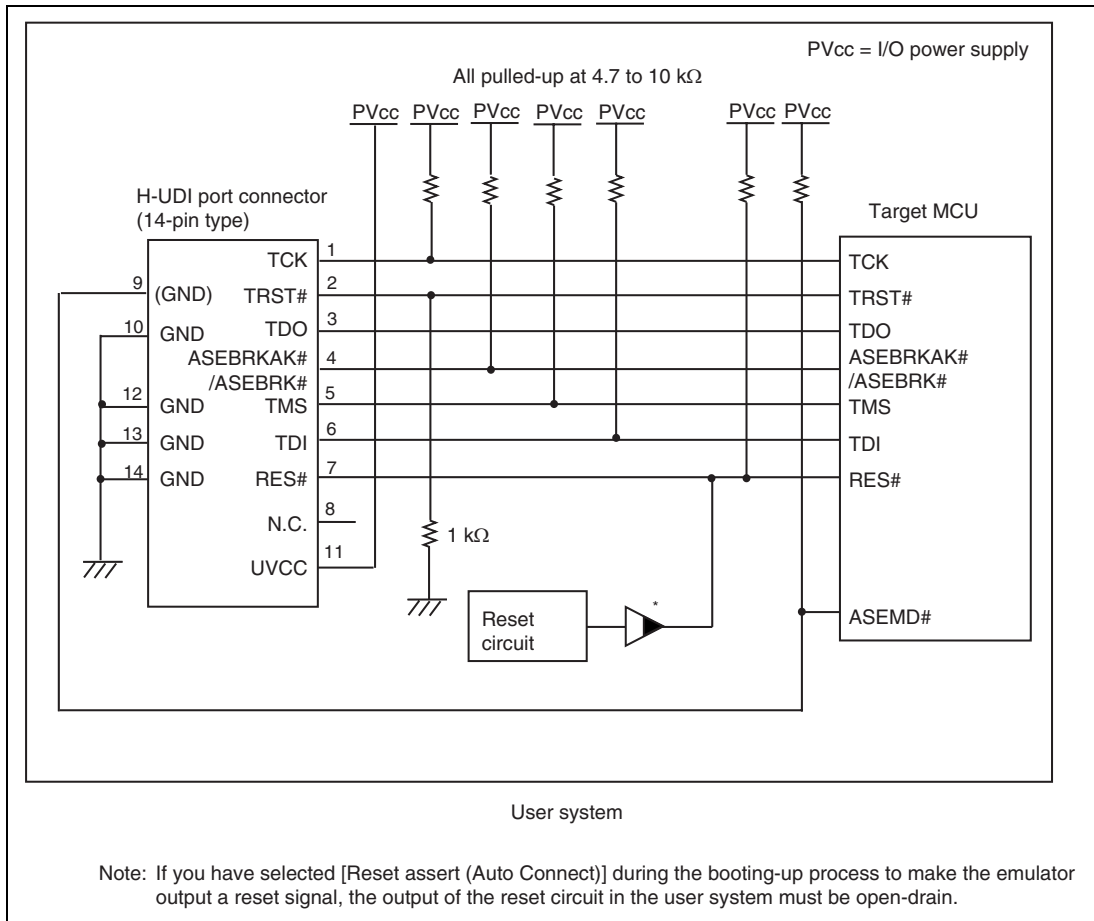 PVcc = I/O power supply
All pulled-up at 4.7 to 10 kΩ
PVcc PVcc PVcc PVcc PVcc PVcc PVcc
H-UDI port connector
(14-pin type)
Target MCU
TCK 1 TCK
9 (GND) TRST# 2 TRST#
10 GND TDO 3 TDO
ASEBRKAK# 4 ASEBRKAK#
/ASEBRK# /ASEBRK#
12 GND TMS 5 TMS
13 GND TDI 6 TDI
14 GND RES# 7 RES#
N.C. 8
1 kΩ
UVCC 11
Reset
circuit
*
ASEMD#
User system
Note: If you have selected [Reset assert (Auto Connect)] during the booting-up process to make the emulator
output a reset signal, the output of the reset circuit in the user system must be open-drain.